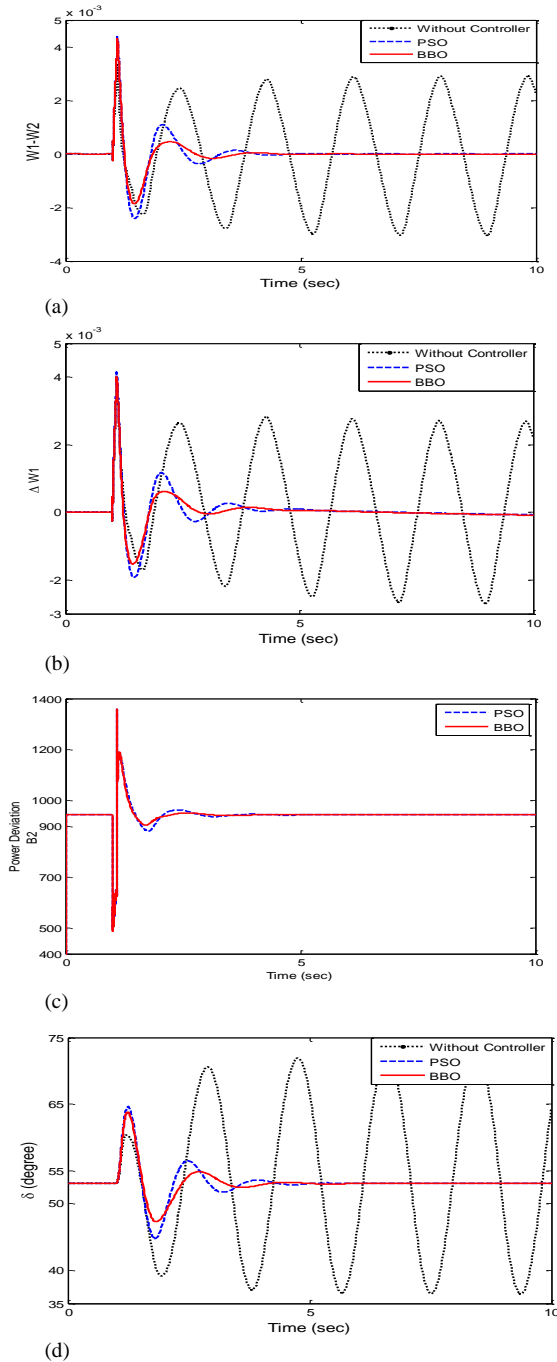 x 10⁻³
5
4
2
0
-2
-4
W1-W2
Without Controller
PSO
BBO
0
5
10
Time (sec)
(a)
x 10⁻³
5
4
2
0
-2
-3
Δ W1
Without Controller
PSO
BBO
0
5
10
Time (sec)
(b)
1400
1200
1050
900
700
500
400
Power Deviation
B2
PSO
BBO
0
5
10
Time (sec)
(c)
75
65
55
53
50
40
35
δ (degree)
Without Controller
PSO
BBO
0
5
10
Time (sec)
(d)